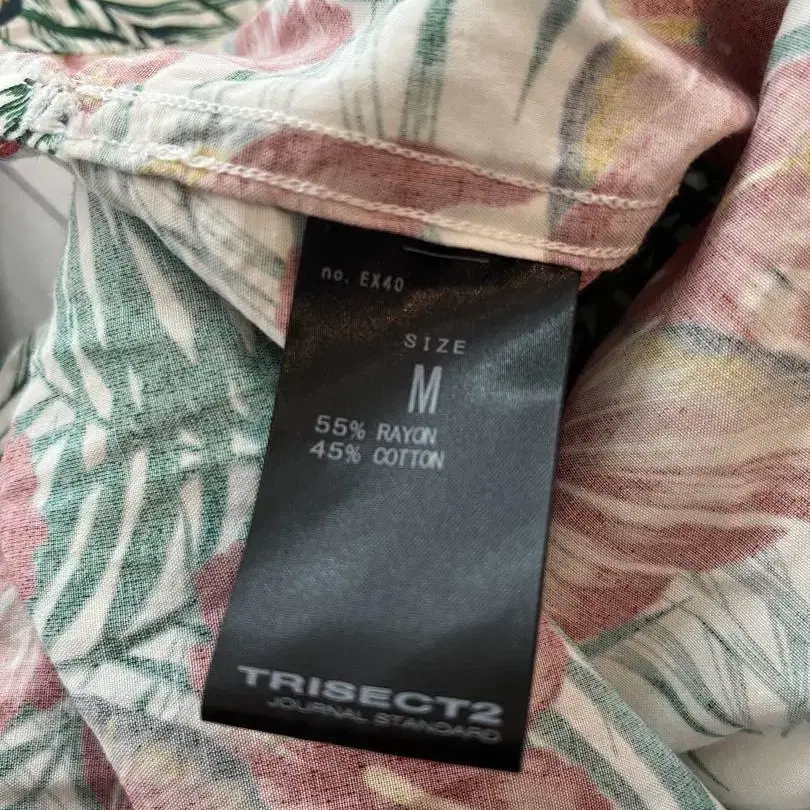 no. EX40
SIZE
M
55% RAYON
45% COTTON
TRISECT2
JOURNAL STANDARD